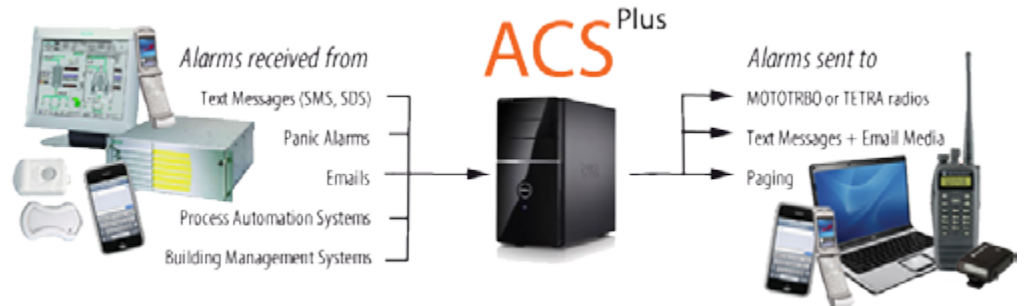 ACS Plus
Alarms received from
Text Messages (SMS, SDS)
Panic Alarms
Emails
Process Automation Systems
Building Management Systems
Alarms sent to
MOTOTRBO or TETRA radios
Text Messages + Email Media
Paging